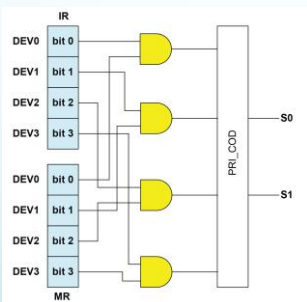 IR
DEV0 bit 0
DEV1 bit 1
DEV2 bit 2
DEV3 bit 3
DEV0 bit 0
DEV1 bit 1
DEV2 bit 2
DEV3 bit 3
MR
PRI_COD
S0
S1